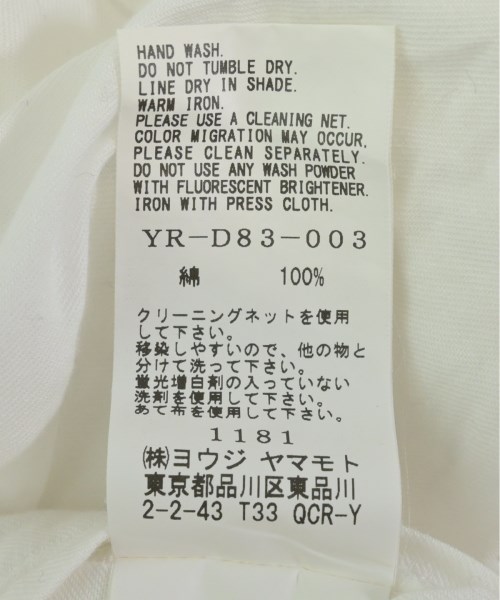 HAND WASH.
DO NOT TUMBLE DRY.
LINE DRY IN SHADE.
WARM IRON.
PLEASE USE A CLEANING NET.
COLOR MIGRATION MAY OCCUR,
PLEASE CLEAN SEPARATELY.
DO NOT USE ANY WASH POWDER
WITH FLUORESCENT BRIGHTENER.
IRON WITH PRESS CLOTH.
YR-D83-003
綿 100%
クリーニングネットを使用
して下さい。
移染しやすいので、他の物と
分けて洗って下さい。
蛍光増白剤の入っていない
洗剤を使用して下さい。
あて布を使用して下さい。
1181
㈱ヨウジ ヤマモト
東京都品川区東品川
2-2-43 T33 QCR-Y